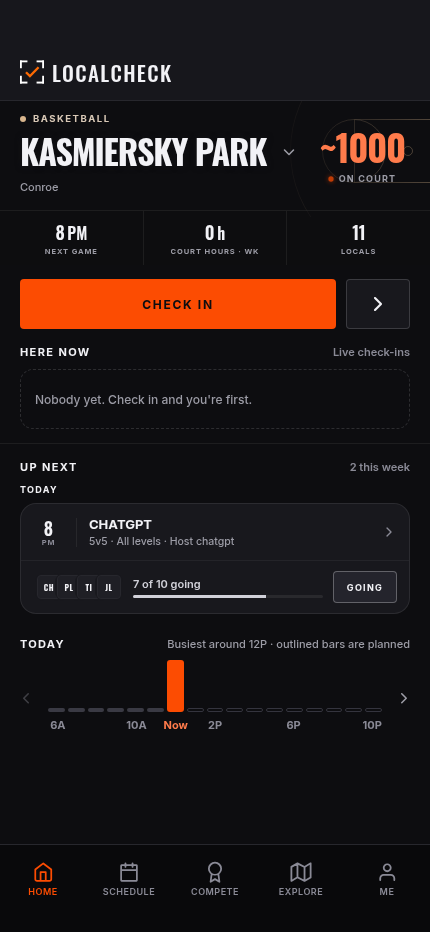 LOCALCHECK
BASKETBALL
KASMIERSKY PARK
~1000
Conroe
ON COURT
8 PM
NEXT GAME
0 h
COURT HOURS · WK
11
LOCALS
CHECK IN
HERE NOW
Live check-ins
Nobody yet. Check in and you're first.
UP NEXT
2 this week
TODAY
8
PM
CHATGPT
5v5 · All levels · Host chatgpt
CH PL TI JL
7 of 10 going
GOING
TODAY
Busiest around 12P · outlined bars are planned
6A 10A Now 2P 6P 10P
HOME SCHEDULE COMPETE EXPLORE ME